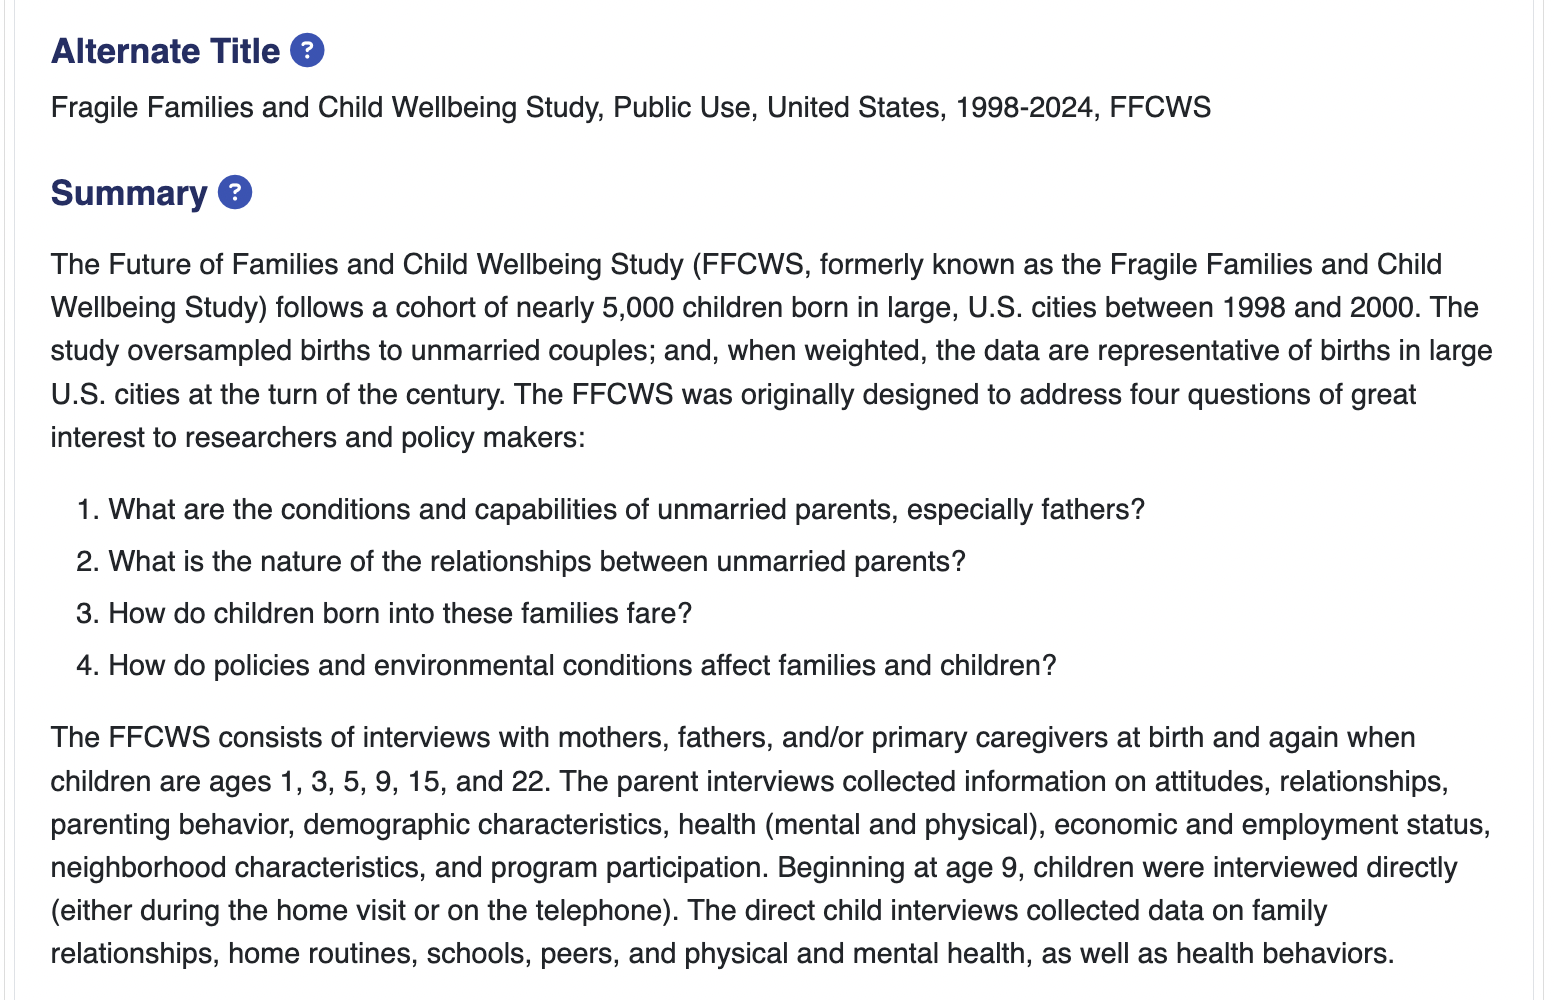 Alternate Title ?
Fragile Families and Child Wellbeing Study, Public Use, United States, 1998-2024, FFCWS
Summary ?
The Future of Families and Child Wellbeing Study (FFCWS, formerly known as the Fragile Families and Child
Wellbeing Study) follows a cohort of nearly 5,000 children born in large, U.S. cities between 1998 and 2000. The
study oversampled births to unmarried couples; and, when weighted, the data are representative of births in large
U.S. cities at the turn of the century. The FFCWS was originally designed to address four questions of great
interest to researchers and policy makers:
1. What are the conditions and capabilities of unmarried parents, especially fathers?
2. What is the nature of the relationships between unmarried parents?
3. How do children born into these families fare?
4. How do policies and environmental conditions affect families and children?
The FFCWS consists of interviews with mothers, fathers, and/or primary caregivers at birth and again when
children are ages 1, 3, 5, 9, 15, and 22. The parent interviews collected information on attitudes, relationships,
parenting behavior, demographic characteristics, health (mental and physical), economic and employment status,
neighborhood characteristics, and program participation. Beginning at age 9, children were interviewed directly
(either during the home visit or on the telephone). The direct child interviews collected data on family
relationships, home routines, schools, peers, and physical and mental health, as well as health behaviors.